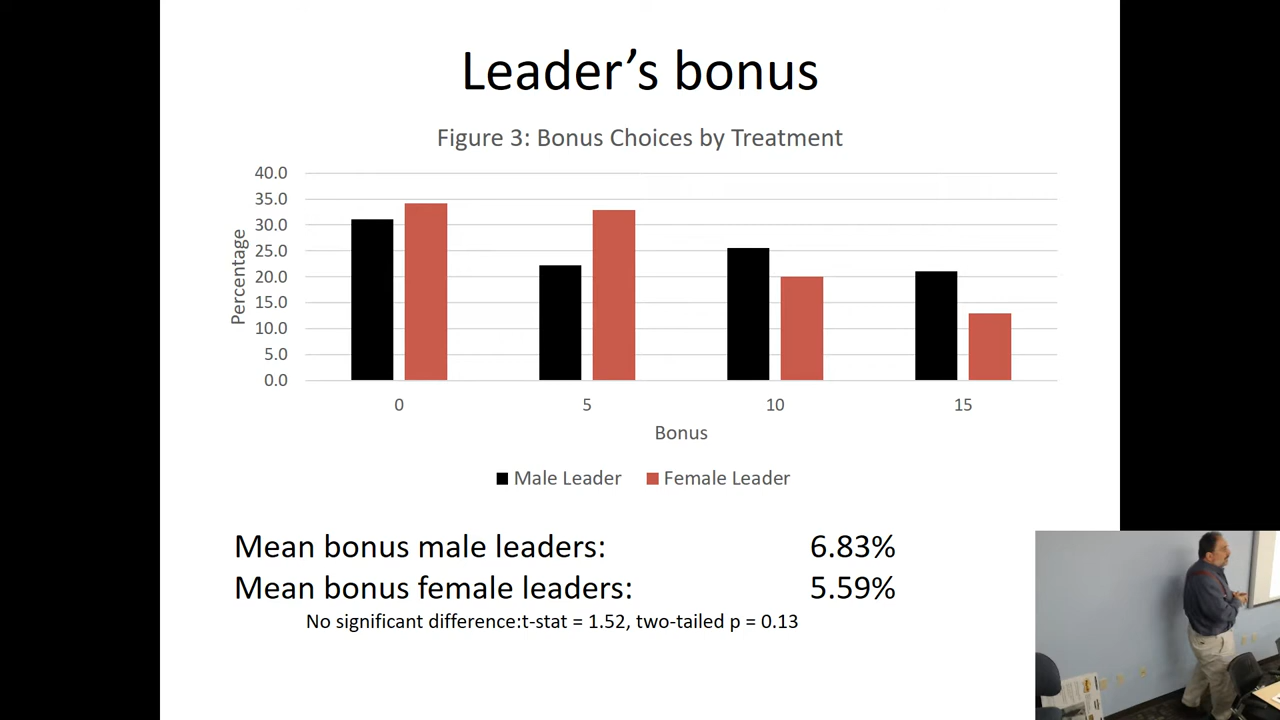 Leader’s bonus
Figure 3: Bonus Choices by Treatment
40.0
35.0
30.0
25.0
20.0
15.0
10.0
5.0
0.0
Percentage
0 5 10 15
Bonus
Male Leader Female Leader
Mean bonus male leaders: 6.83%
Mean bonus female leaders: 5.59%
No significant difference:t-stat = 1.52, two-tailed p = 0.13